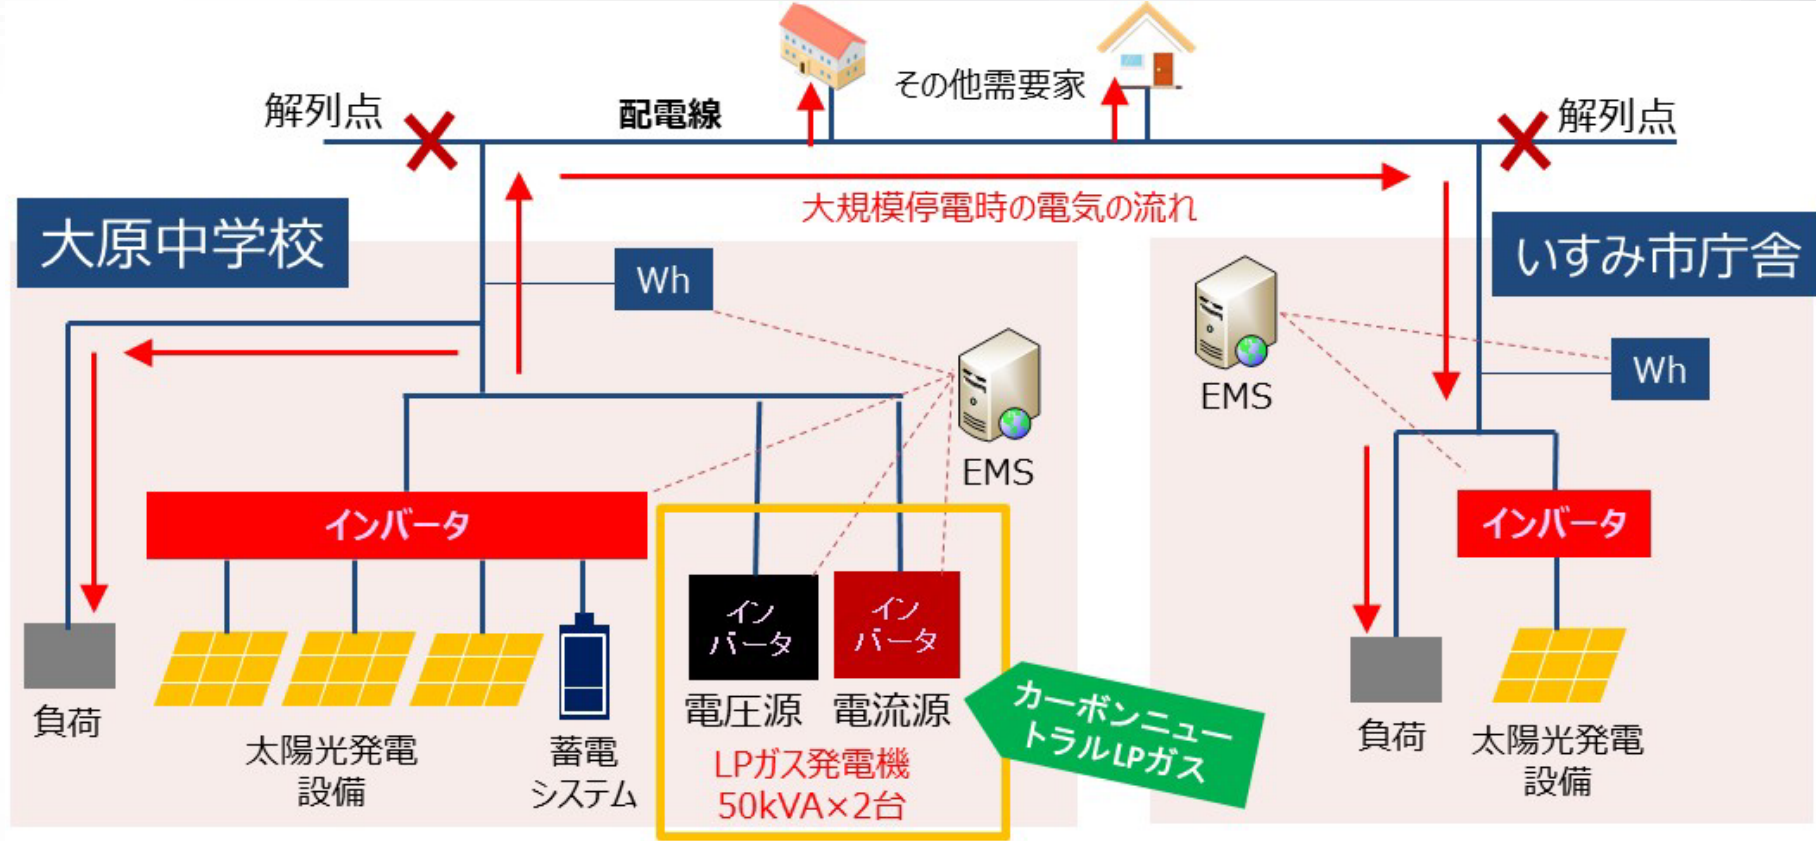 その他需要家
解列点
配電線
解列点
大規模停電時の電気の流れ
大原中学校
いすみ市庁舎
Wh
EMS
Wh
EMS
インバータ
インバータ
イン
バータ
イン
バータ
電圧源
電流源
LPガス発電機
50kVA×2台
カーボンニュー
トラルLPガス
負荷
太陽光発電
設備
蓄電
システム
負荷
太陽光発電
設備